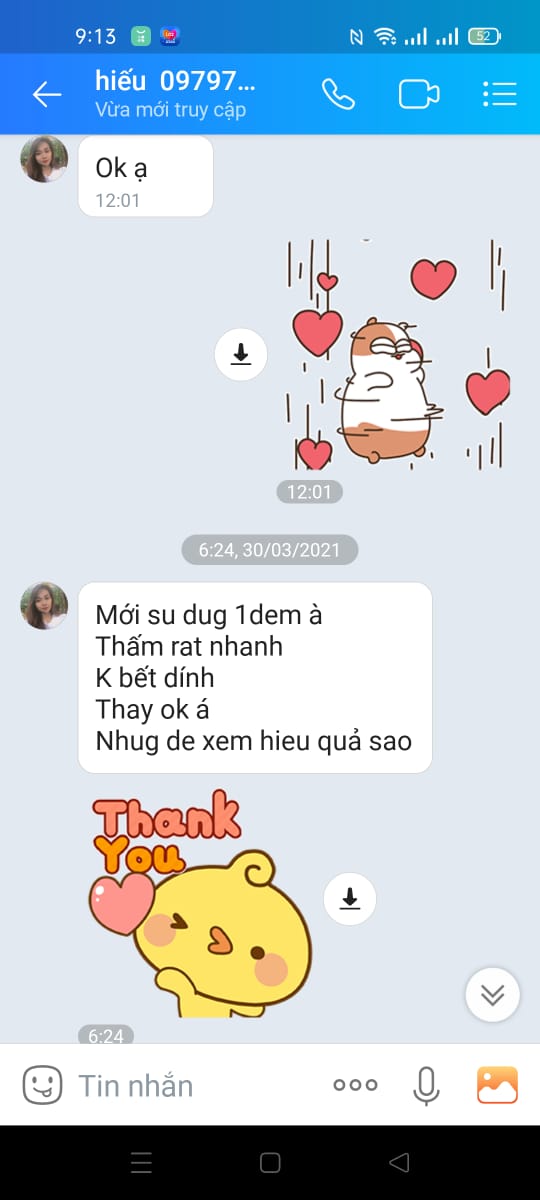 9:13
52
hiếu 09797...
Vừa mới truy cập
Ok ạ
12:01
12:01
6:24, 30/03/2021
Mới su dug 1dem à
Thấm rat nhanh
K bết dính
Thay ok á
Nhug de xem hieu quả sao
Thank
You
6:24
Tin nhắn